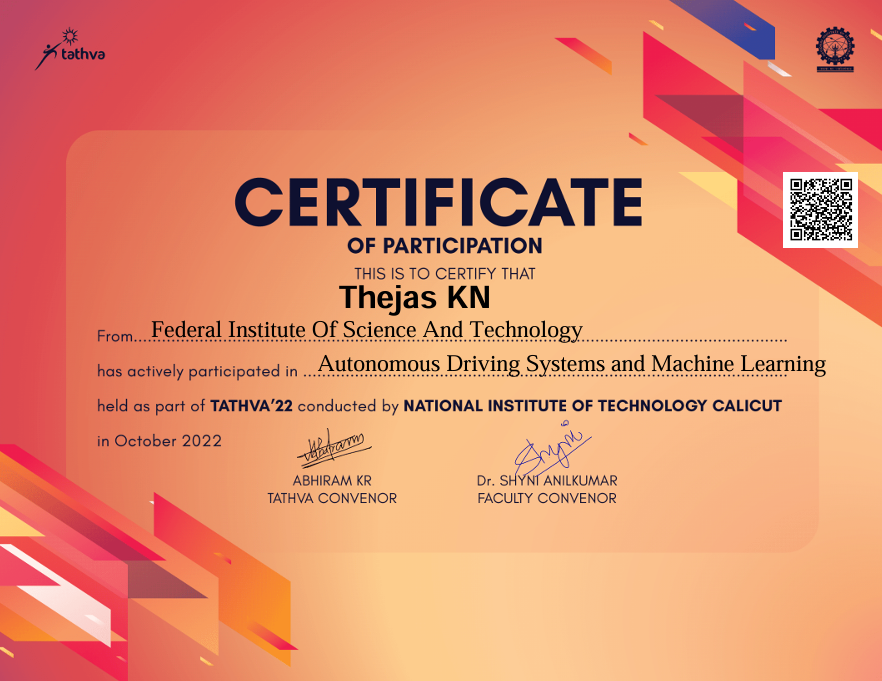 tathva
CERTIFICATE
OF PARTICIPATION
THIS IS TO CERTIFY THAT
Thejas KN
From Federal Institute Of Science And Technology
has actively participated in Autonomous Driving Systems and Machine Learning
held as part of TATHVA'22 conducted by NATIONAL INSTITUTE OF TECHNOLOGY CALICUT
in October 2022
ABHIRAM KR
TATHVA CONVENOR
Dr. SHYNI ANILKUMAR
FACULTY CONVENOR